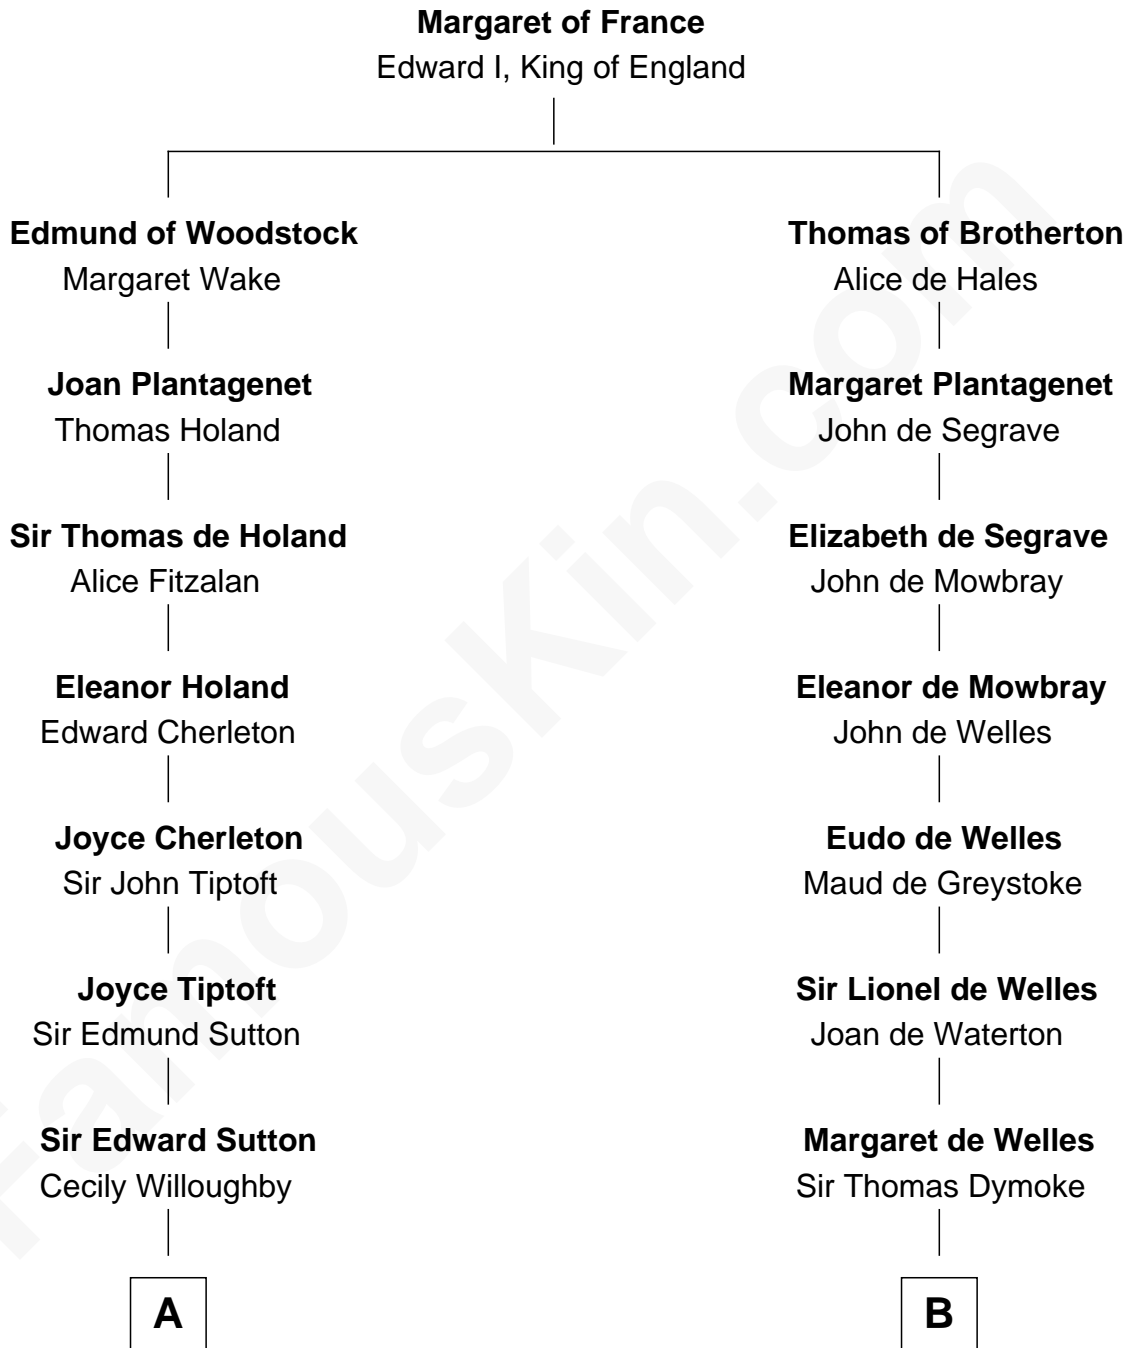 Margaret of France
Edward I, King of England
Edmund of Woodstock
Margaret Wake
Thomas of Brotherton
Alice de Hales
Joan Plantagenet
Thomas Holand
Margaret Plantagenet
John de Segrave
Sir Thomas de Holand
Alice Fitzalan
Elizabeth de Segrave
John de Mowbray
Eleanor Holand
Edward Cherleton
Eleanor de Mowbray
John de Welles
Joyce Cherleton
Sir John Tiptoft
Eudo de Welles
Maud de Greystoke
Joyce Tiptoft
Sir Edmund Sutton
Sir Lionel de Welles
Joan de Waterton
Sir Edward Sutton
Cecily Willoughby
Margaret de Welles
Sir Thomas Dymoke
A
B
FamousKin.com